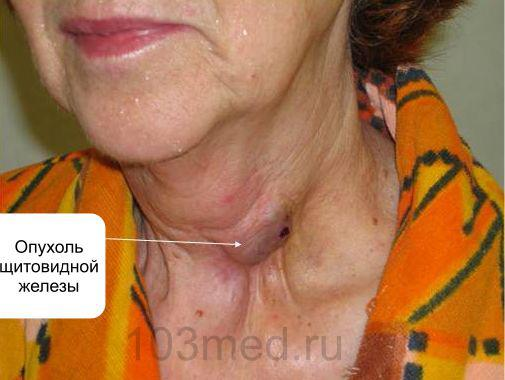 Опухоль
щитовидной
железы
103med.ru